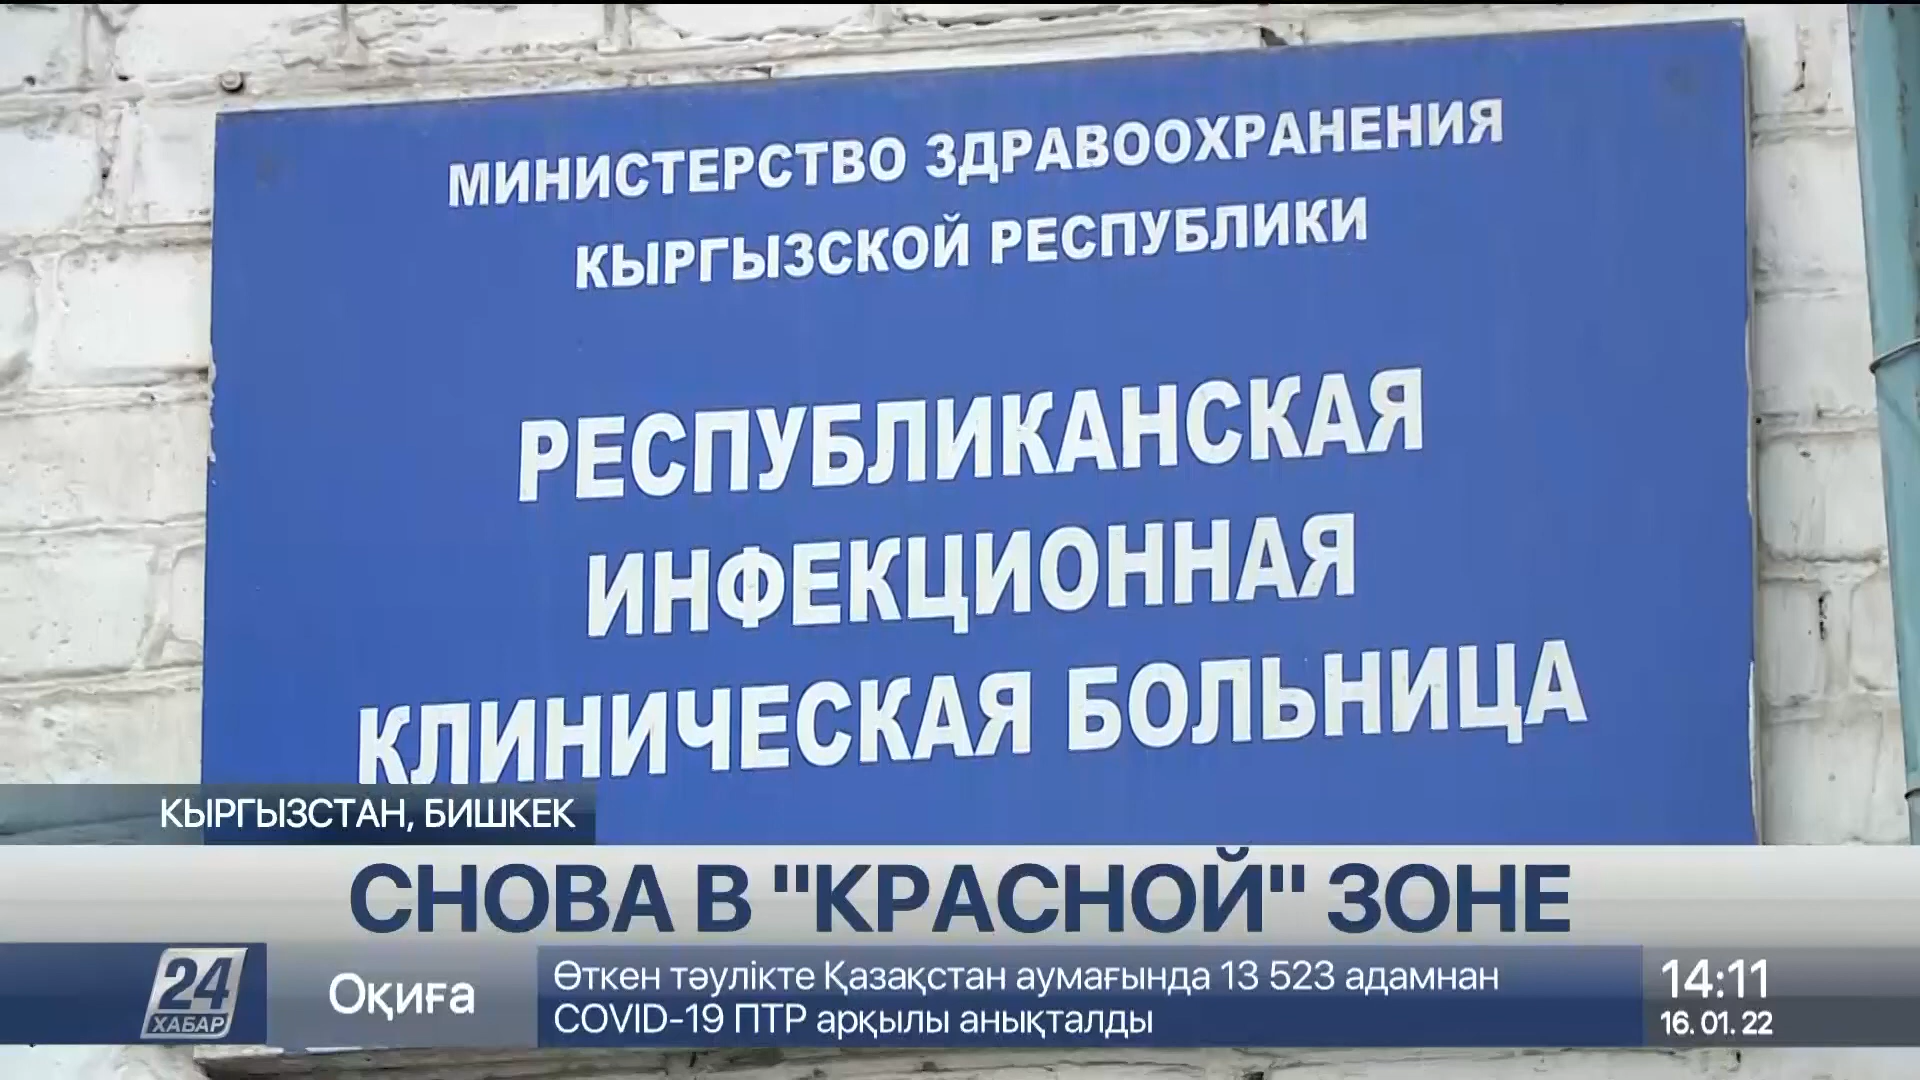 МИНИСТЕРСТВО ЗДРАВООХРАНЕНИЯ
КЫРГЫЗСКОЙ РЕСПУБЛИКИ
РЕСПУБЛИКАНСКАЯ
ИНФЕКЦИОННАЯ
КЛИНИЧЕСКАЯ БОЛЬНИЦА
КЫРГЫЗСТАН, БИШКЕК
СНОВА В "КРАСНОЙ" ЗОНЕ
24
ХАБАР
Оқиға
Өткен тәулікте Қазақстан аумағында 13 523 адамнан
COVID-19 ПТР арқылы анықталды
14:11
16. 01. 22